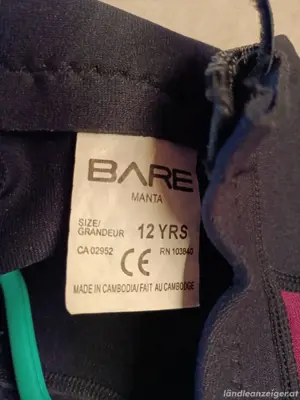 BARE
MANTA
SIZE/
GRANDEUR 12 YRS
CA 02952 RN 103840
CE
MADE IN CAMBODIA/FAIT AU CAMBODGE
ländleanzeiger.at